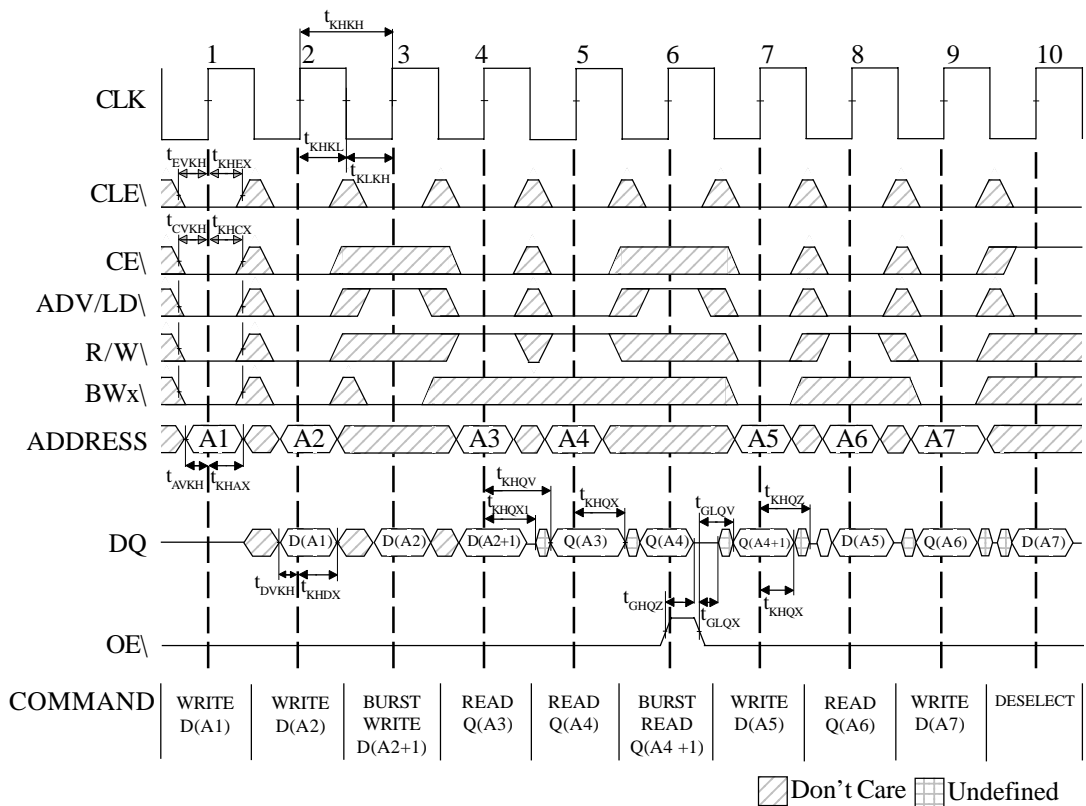 tKHKH
1 2 3 4 5 6 7 8 9 10
CLK
tEVKH tKHEX tKHKL tKLKH
CLE\
tCVKH tKHCX
CE\
ADV/LD\
R/W\
BWx\
ADDRESS A1 A2 A3 A4 A5 A6 A7
tAVKH tKHAX tKHQV tKHQX1 tKHQX tGLQV tKHQZ
DQ D(A1) D(A2) D(A2+1) Q(A3) Q(A4) Q(A4+1) D(A5) Q(A6) D(A7)
tDVKH tKHDX tGHQZ tGLQX tKHQX
OE\
COMMAND
WRITE D(A1)
WRITE D(A2)
BURST WRITE D(A2+1)
READ Q(A3)
READ Q(A4)
BURST READ Q(A4 +1)
WRITE D(A5)
READ Q(A6)
WRITE D(A7)
DESELECT
Don't Care Undefined